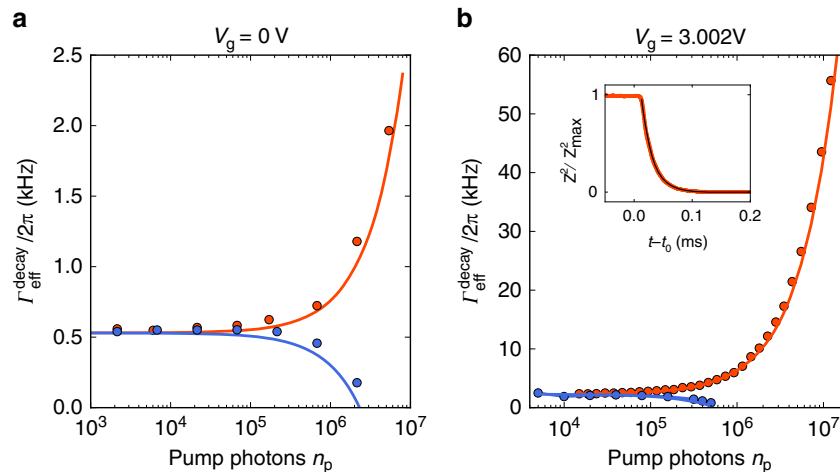 a
V_g = 0 V
2.5
2.0
1.5
1.0
0.5
0.0
Γ_eff^decay/2π (kHz)
10^3 10^4 10^5 10^6 10^7
Pump photons n_p
b
V_g = 3.002V
60
50
40
30
20
10
0
Γ_eff^decay/2π (kHz)
10^4 10^5 10^6 10^7
Pump photons n_p
1
0
Z^2/ Z^2_max
0.0 0.1 0.2
t–t_0 (ms)